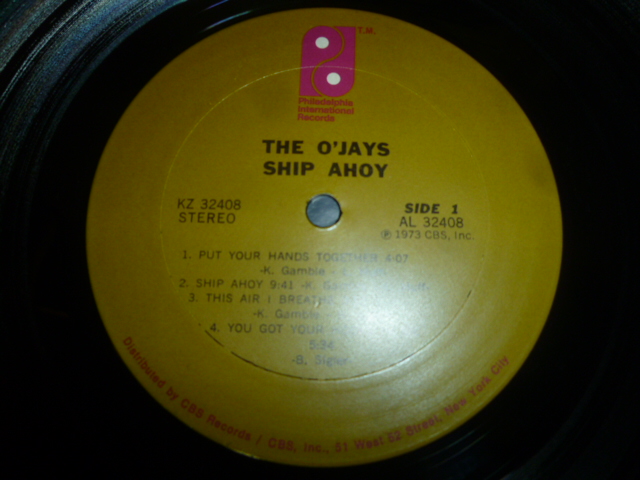 T.M.
Philadelphia
International
Records
THE O'JAYS
SHIP AHOY
KZ 32408
STEREO
SIDE 1
AL 32408
℗ 1973 CBS, Inc.
1. PUT YOUR HANDS TOGETHER 4:07
-K. Gamble -
2. SHIP AHOY 9:41 -K.
3. THIS AIR I BREATHE
-K. Gamble -
4. YOU GOT YOUR
5:34
-B. Sigler
Distributed by CBS Records / CBS, Inc., 51 West 52 Street, New York City